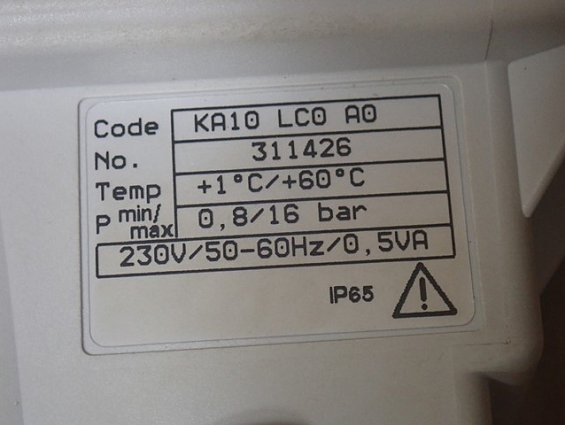 Code KA10 LC0 A0
No. 311426
Temp +1°C/+60°C
P min/max 0,8/16 bar
230V/50-60Hz/0,5VA
IP65